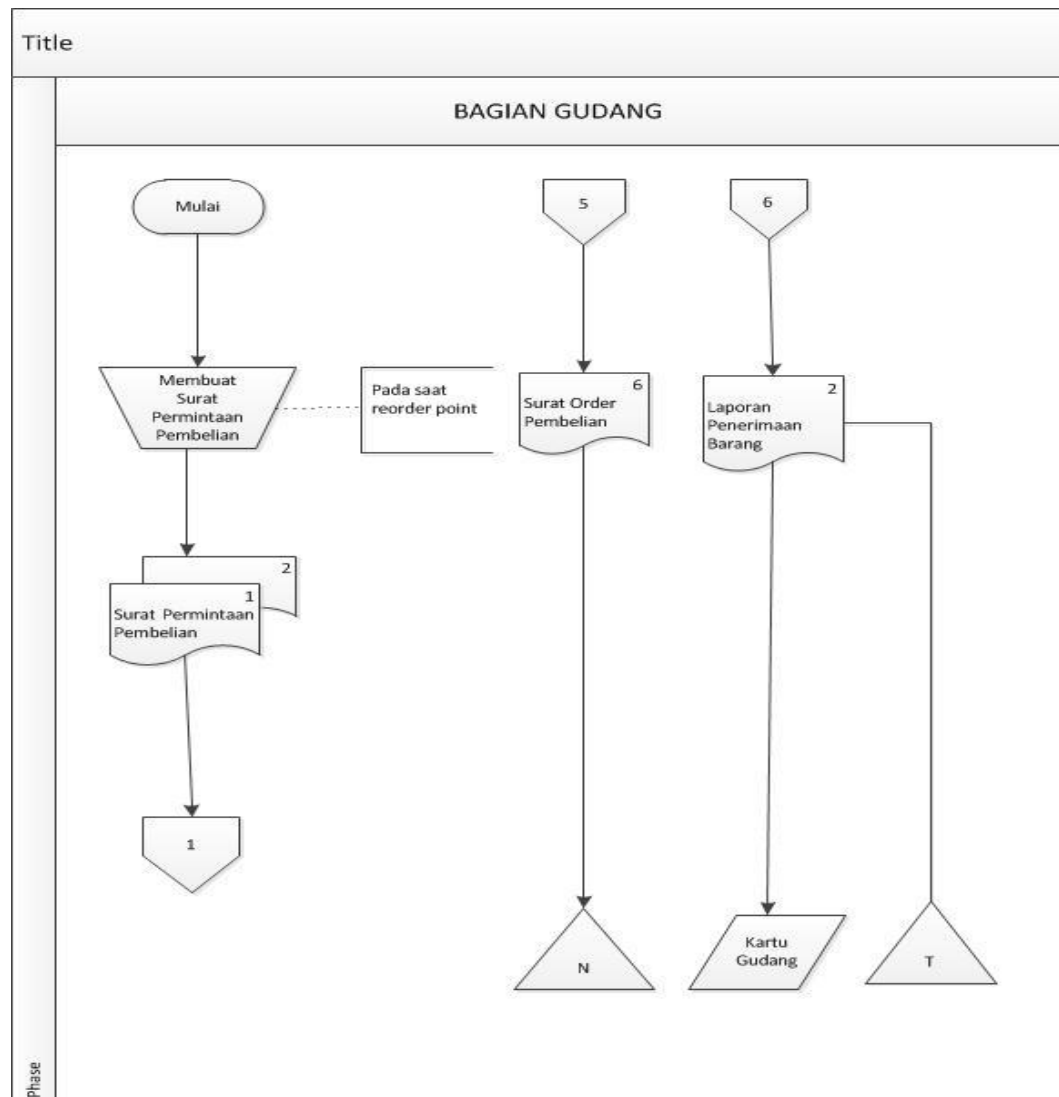 Title
BAGIAN GUDANG
Mulai
5
6
Membuat
Surat
Permintaan
Pembelian
Pada saat
reorder point
6
Surat Order
Pembelian
2
Laporan
Penerimaan
Barang
2
1
Surat Permintaan
Pembelian
1
N
Kartu
Gudang
T
Phase